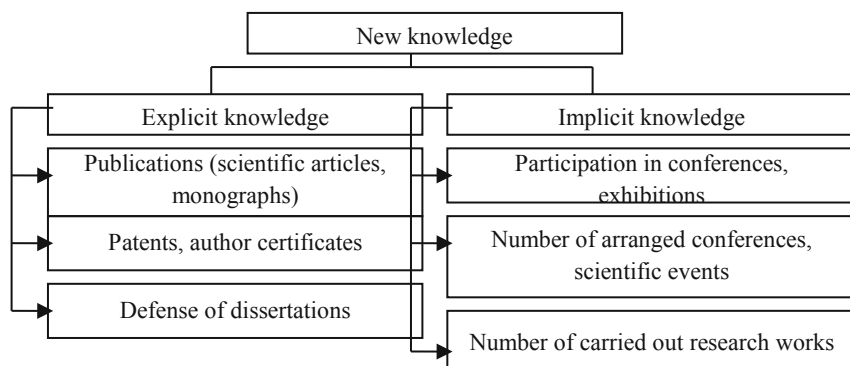 New knowledge
Explicit knowledge
Implicit knowledge
Publications (scientific articles,
monographs)
Patents, author certificates
Defense of dissertations
Participation in conferences,
exhibitions
Number of arranged conferences,
scientific events
Number of carried out research works